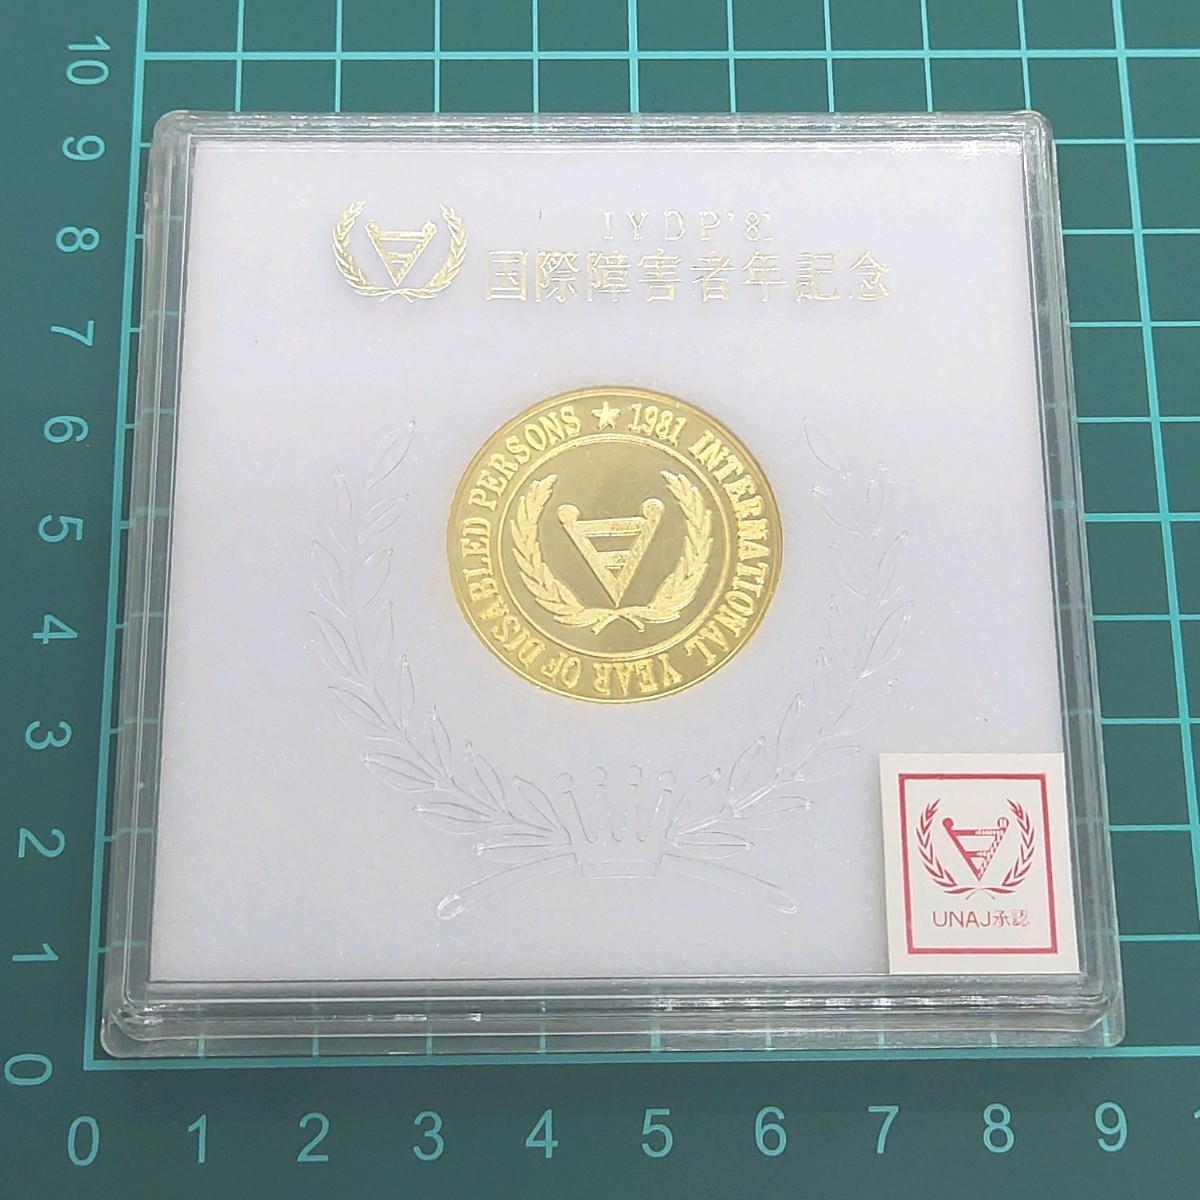 IYDP'81
国際障害者年記念
★ 1981 INTERNATIONAL YEAR OF DISABLED PERSONS
UNAJ承認
10
9
8
7
6
5
4
3
2
1
0
0 1 2 3 4 5 6 7 8 9